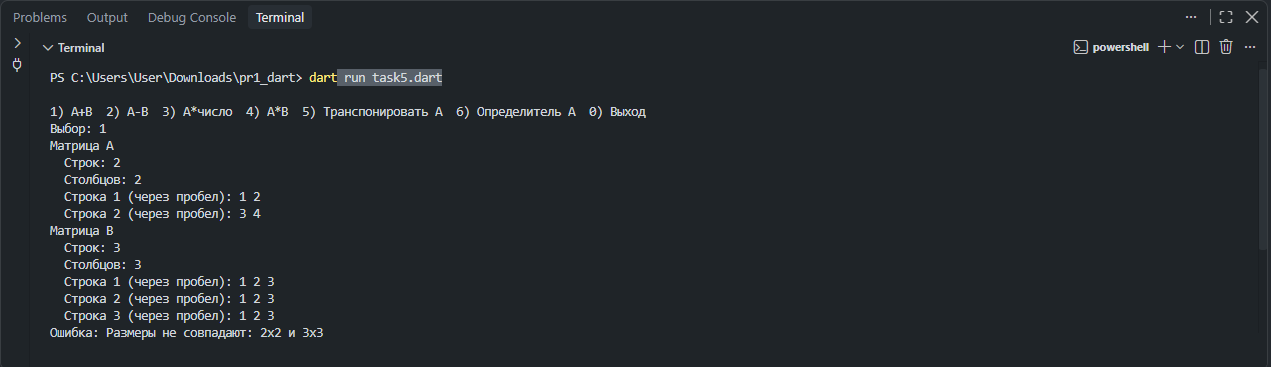 Problems Output Debug Console Terminal
Terminal
powershell
PS C:\Users\User\Downloads\pr1_dart> dart run task5.dart
1) A+B  2) A-B  3) A*число  4) A*B  5) Транспонировать A  6) Определитель A  0) Выход
Выбор: 1
Матрица A
  Строк: 2
  Столбцов: 2
  Строка 1 (через пробел): 1 2
  Строка 2 (через пробел): 3 4
Матрица B
  Строк: 3
  Столбцов: 3
  Строка 1 (через пробел): 1 2 3
  Строка 2 (через пробел): 1 2 3
  Строка 3 (через пробел): 1 2 3
Ошибка: Размеры не совпадают: 2x2 и 3x3